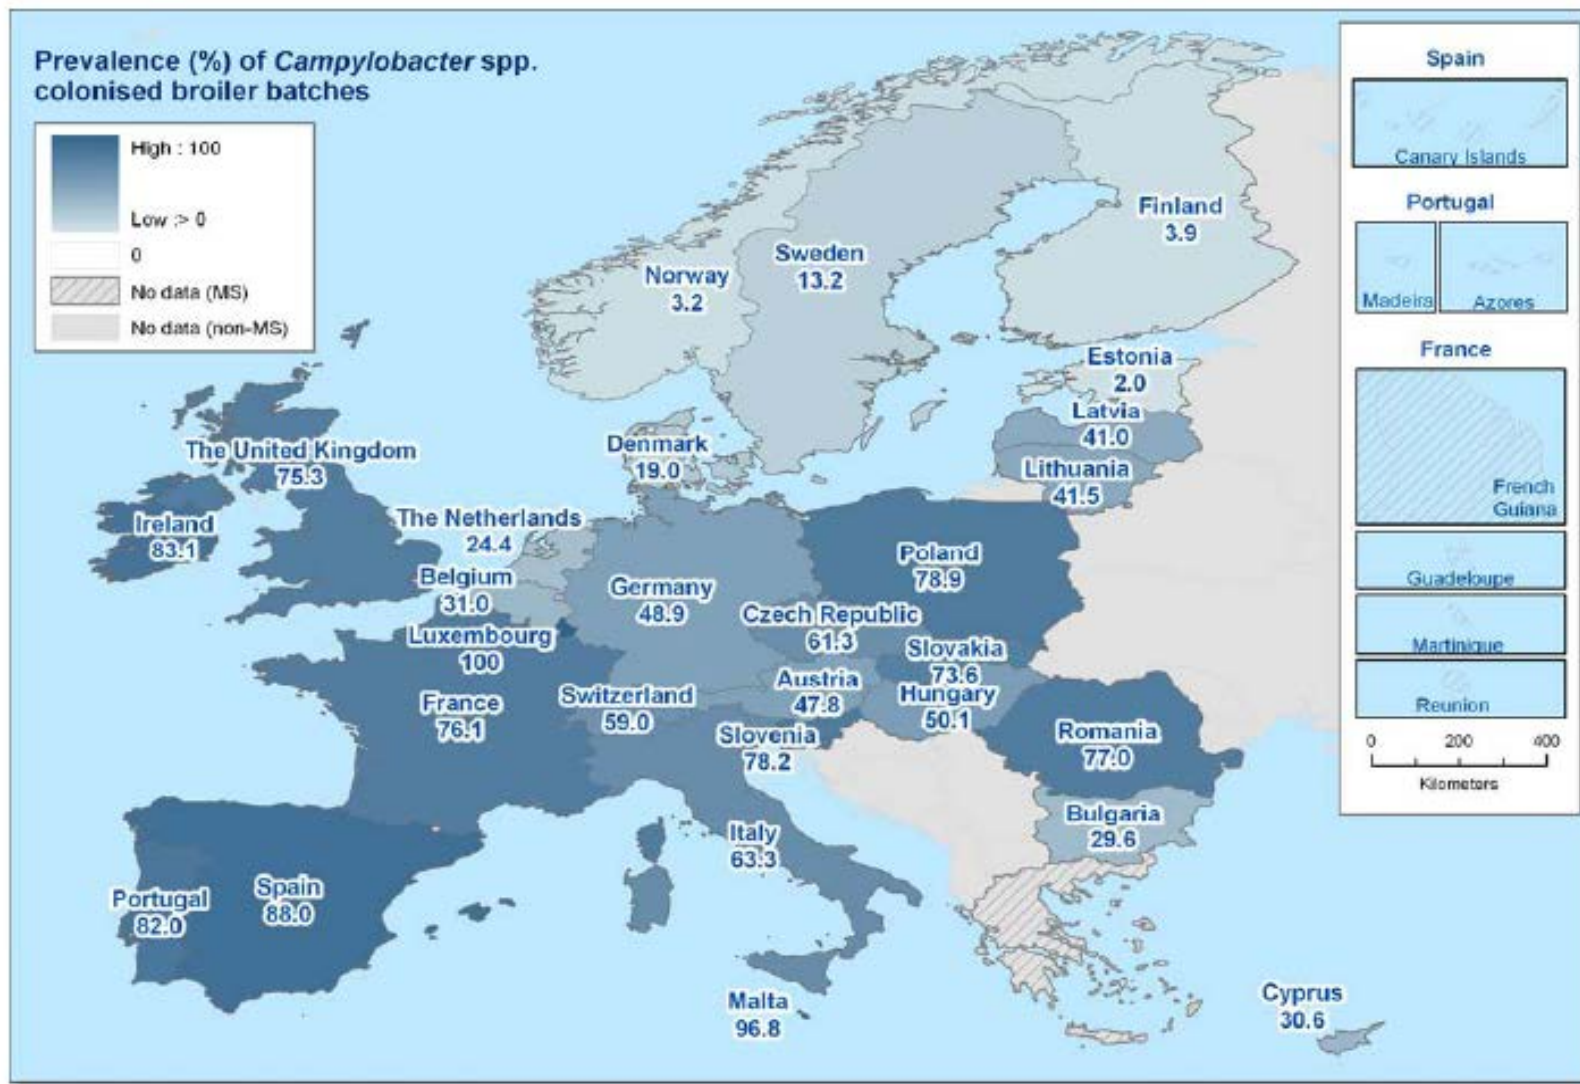 Prevalence (%) of Campylobacter spp.
colonised broiler batches
High : 100
Low :> 0
0
No data (MS)
No data (non-MS)
Norway
3.2
Sweden
13.2
Finland
3.9
Estonia
2.0
Latvia
41.0
Lithuania
41.5
Denmark
19.0
The United Kingdom
75.3
Ireland
83.1
The Netherlands
24.4
Belgium
31.0
Luxembourg
100
Germany
48.9
Poland
78.9
Czech Republic
61.3
Slovakia
73.6
Austria
47.8
Hungary
50.1
Switzerland
59.0
France
76.1
Slovenia
78.2
Romania
77.0
Bulgaria
29.6
Italy
63.3
Portugal
82.0
Spain
88.0
Malta
96.8
Cyprus
30.6
Spain
Canary Islands
Portugal
Madeira
Azores
France
French
Guiana
Guadeloupe
Martinique
Reunion
0 200 400
Kilometers